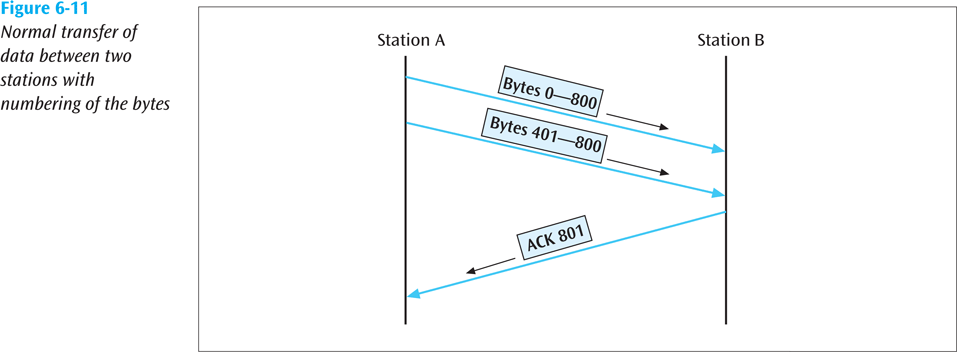 Figure 6-11
Normal transfer of
data between two
stations with
numbering of the bytes
Station A
Station B
Bytes 0—800
Bytes 401—800
ACK 801